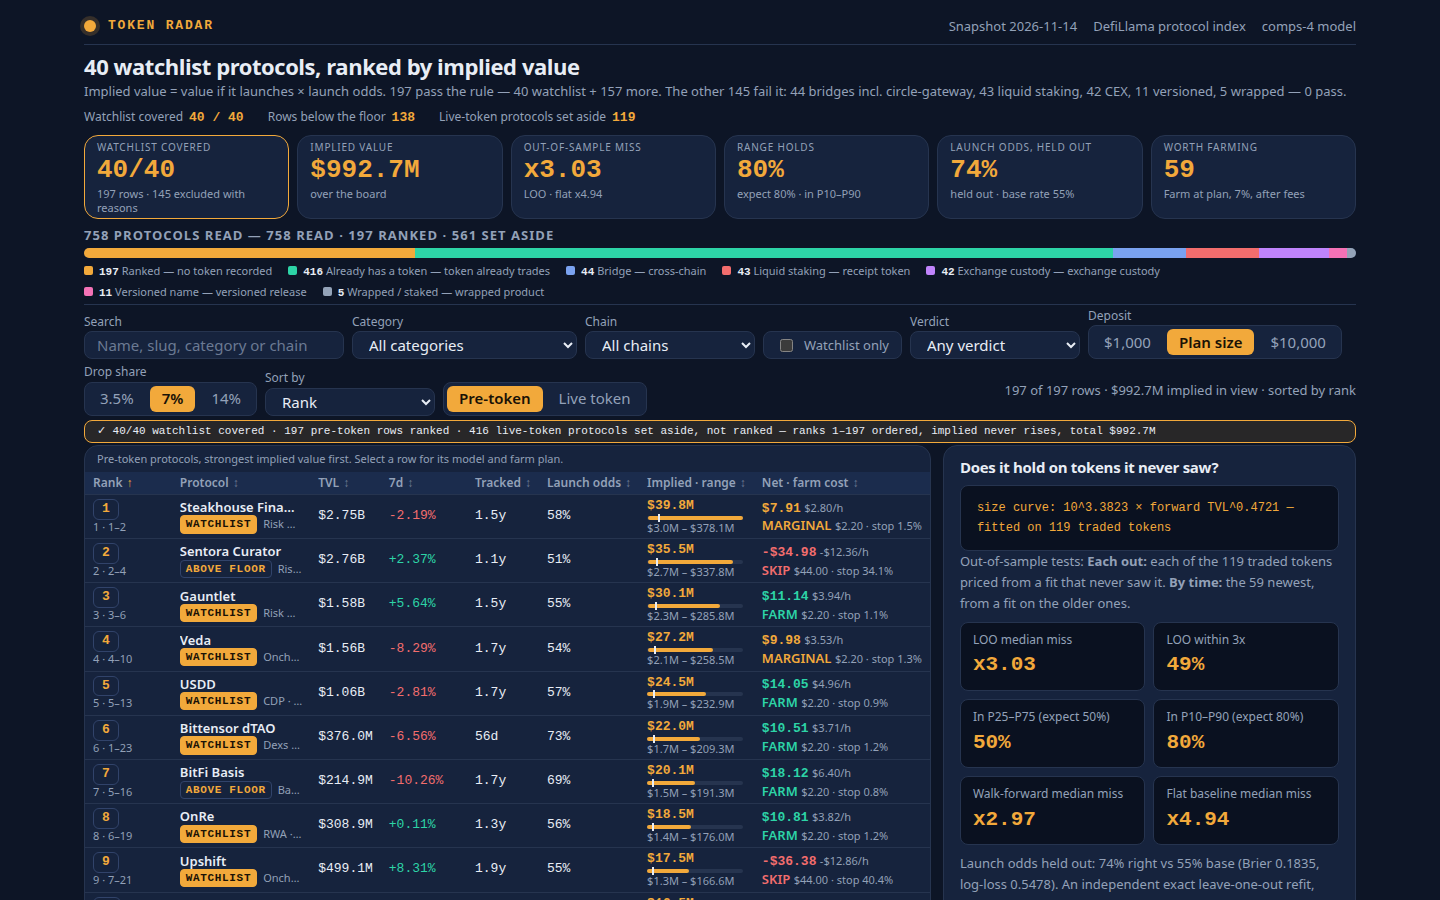 TOKEN RADAR
Snapshot 2026-11-14 DefiLlama protocol index comps-4 model
40 watchlist protocols, ranked by implied value
Implied value = value if it launches × launch odds. 197 pass the rule — 40 watchlist + 157 more. The other 145 fail it: 44 bridges incl. circle-gateway, 43 liquid staking, 42 CEX, 11 versioned, 5 wrapped — 0 pass.
Watchlist covered 40 / 40 Rows below the floor 138 Live-token protocols set aside 119
WATCHLIST COVERED
40/40
197 rows · 145 excluded with
reasons
IMPLIED VALUE
$992.7M
over the board
OUT-OF-SAMPLE MISS
x3.03
LOO · flat x4.94
RANGE HOLDS
80%
expect 80% · in P10–P90
LAUNCH ODDS, HELD OUT
74%
held out · base rate 55%
WORTH FARMING
59
Farm at plan, 7%, after fees
758 PROTOCOLS READ — 758 READ · 197 RANKED · 561 SET ASIDE
197 Ranked — no token recorded 416 Already has a token — token already trades 44 Bridge — cross-chain 43 Liquid staking — receipt token 42 Exchange custody — exchange custody
11 Versioned name — versioned release 5 Wrapped / staked — wrapped product
Search
Name, slug, category or chain
Category
All categories
Chain
All chains
Watchlist only
Verdict
Any verdict
Deposit
$1,000 Plan size $10,000
Drop share
3.5% 7% 14%
Sort by
Rank
Pre-token Live token
197 of 197 rows · $992.7M implied in view · sorted by rank
✓ 40/40 watchlist covered · 197 pre-token rows ranked · 416 live-token protocols set aside, not ranked — ranks 1–197 ordered, implied never rises, total $992.7M
Pre-token protocols, strongest implied value first. Select a row for its model and farm plan.
Rank ↑ Protocol ↕ TVL ↕ 7d ↕ Tracked ↕ Launch odds ↕ Implied · range ↕ Net · farm cost ↕
1 Steakhouse Fina... $2.75B -2.19% 1.5y 58% $39.8M $7.91 $2.80/h
1 · 1–2 WATCHLIST Risk ... $3.0M – $378.1M MARGINAL $2.20 · stop 1.5%
2 Sentora Curator $2.76B +2.37% 1.1y 51% $35.5M -$34.98 -$12.36/h
2 · 2–4 ABOVE FLOOR Ris... $2.7M – $337.8M SKIP $44.00 · stop 34.1%
3 Gauntlet $1.58B +5.64% 1.5y 55% $30.1M $11.14 $3.94/h
3 · 3–6 WATCHLIST Risk ... $2.3M – $285.8M FARM $2.20 · stop 1.1%
4 Veda $1.56B -8.29% 1.7y 54% $27.2M $9.98 $3.53/h
4 · 4–10 WATCHLIST Onch... $2.1M – $258.5M MARGINAL $2.20 · stop 1.3%
5 USDD $1.06B -2.81% 1.7y 57% $24.5M $14.05 $4.96/h
5 · 5–13 WATCHLIST CDP · ... $1.9M – $232.9M FARM $2.20 · stop 0.9%
6 Bittensor dTAO $376.0M -6.56% 56d 73% $22.0M $10.51 $3.71/h
6 · 1–23 WATCHLIST Dexs ... $1.7M – $209.3M FARM $2.20 · stop 1.2%
7 BitFi Basis $214.9M -10.26% 1.7y 69% $20.1M $18.12 $6.40/h
7 · 5–16 ABOVE FLOOR Ba... $1.5M – $191.3M FARM $2.20 · stop 0.8%
8 OnRe $308.9M +0.11% 1.3y 56% $18.5M $10.81 $3.82/h
8 · 6–19 WATCHLIST RWA ·... $1.4M – $176.0M FARM $2.20 · stop 1.2%
9 Upshift $499.1M +8.31% 1.9y 55% $17.5M -$36.38 -$12.86/h
9 · 7–21 WATCHLIST Onch... $1.3M – $166.6M SKIP $44.00 · stop 40.4%
Does it hold on tokens it never saw?
size curve: 10^3.3823 × forward TVL^0.4721 —
fitted on 119 traded tokens
Out-of-sample tests: Each out: each of the 119 traded tokens
priced from a fit that never saw it. By time: the 59 newest,
from a fit on the older ones.
LOO median miss
x3.03
LOO within 3x
49%
In P25–P75 (expect 50%)
50%
In P10–P90 (expect 80%)
80%
Walk-forward median miss
x2.97
Flat baseline median miss
x4.94
Launch odds held out: 74% right vs 55% base (Brier 0.1835,
log-loss 0.5478). An independent exact leave-one-out refit,